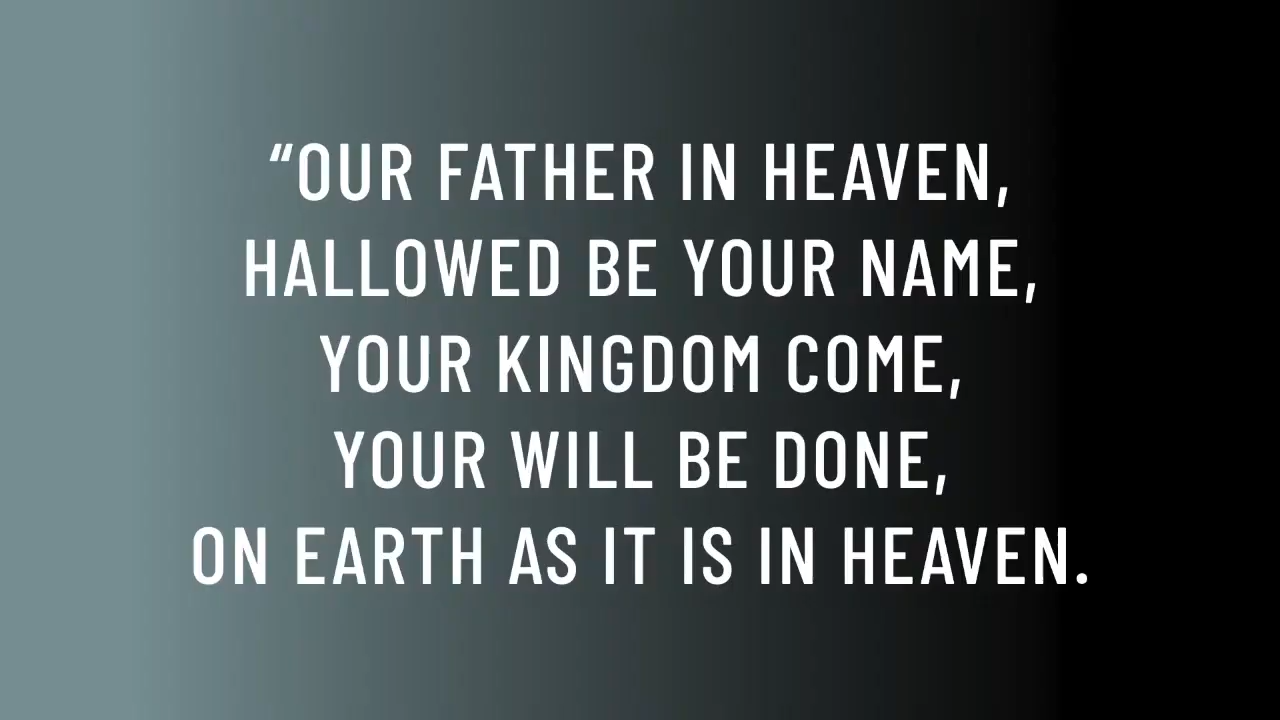 “OUR FATHER IN HEAVEN,
HALLOWED BE YOUR NAME,
YOUR KINGDOM COME,
YOUR WILL BE DONE,
ON EARTH AS IT IS IN HEAVEN.